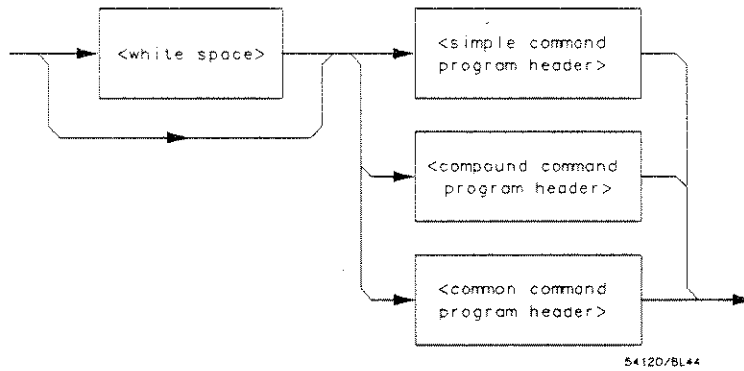 <white space>
<simple command
program header>
<compound command
program header>
<common command
program header>
54120/BL44